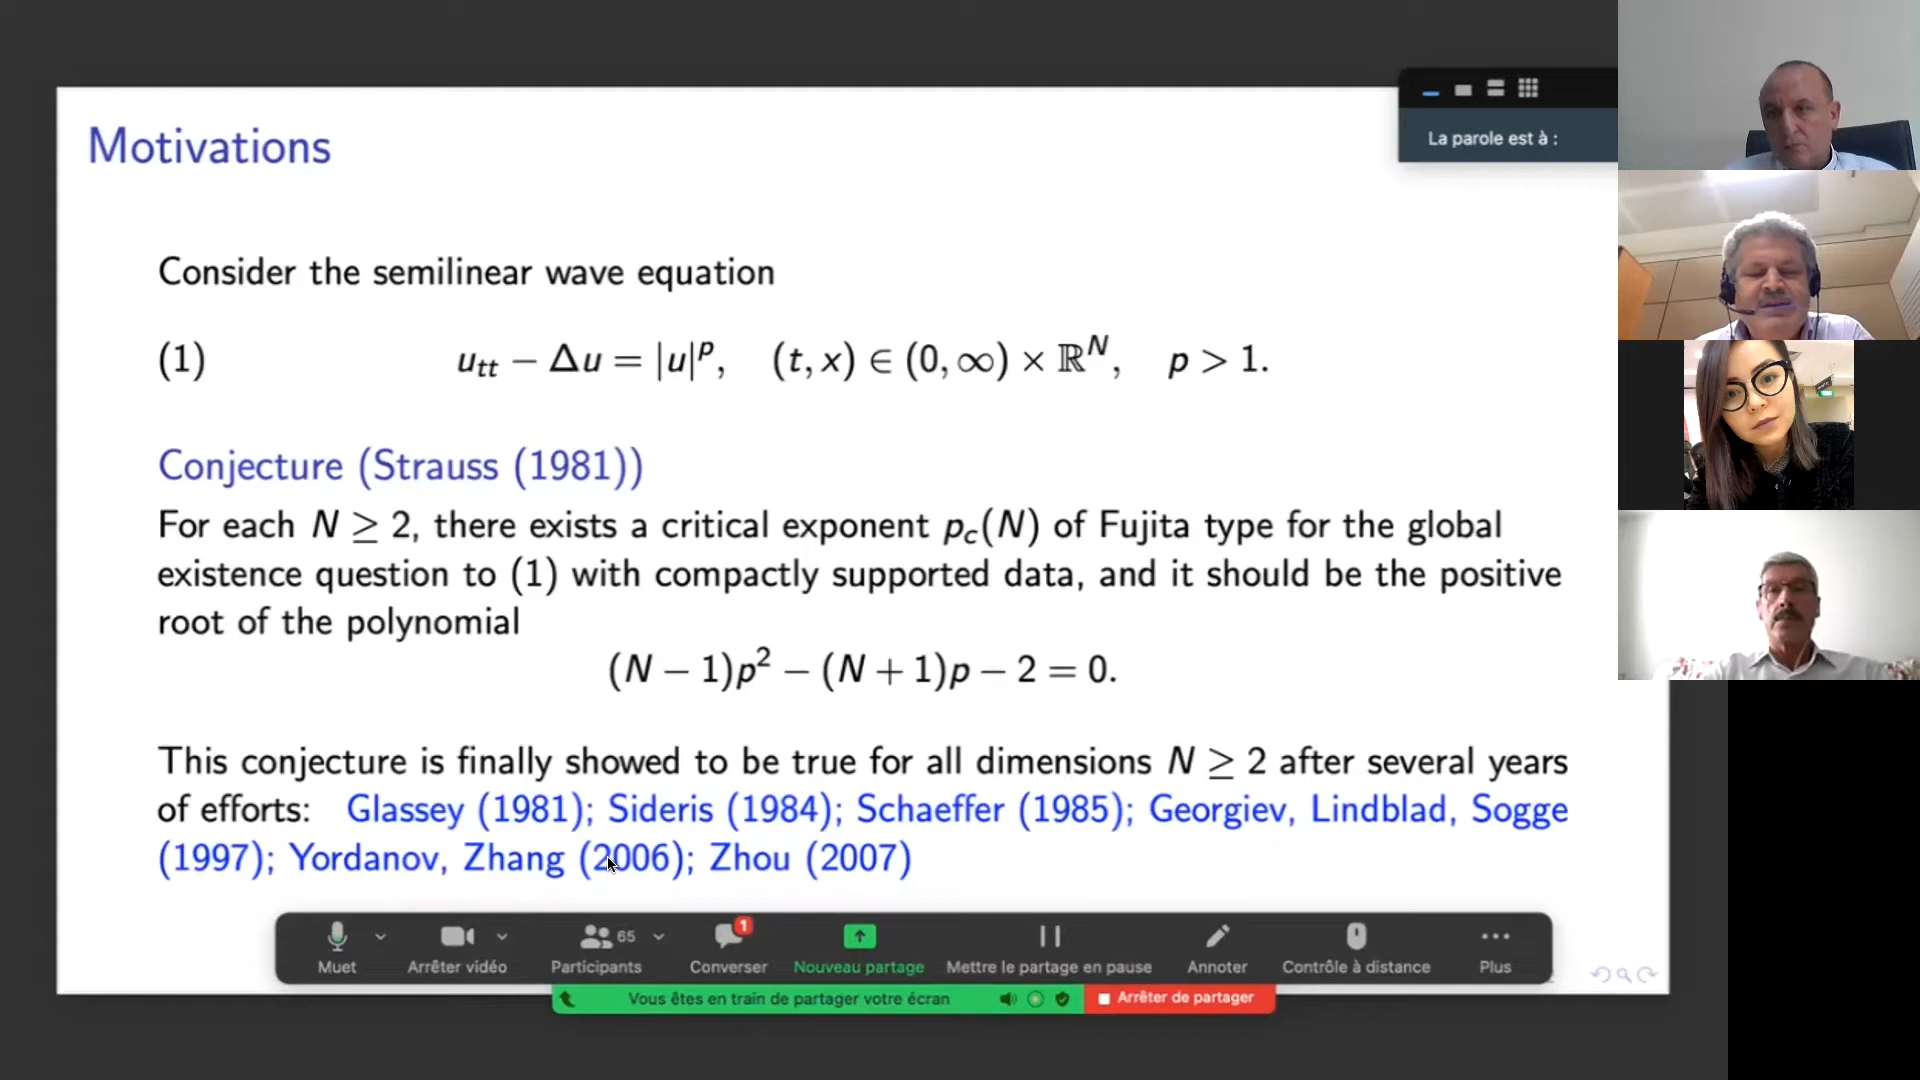 Motivations
La parole est à :
Consider the semilinear wave equation
(1) u_tt − Δu = |u|^p, (t, x) ∈ (0, ∞) × ℝ^N, p > 1.
Conjecture (Strauss (1981))
For each N ≥ 2, there exists a critical exponent p_c(N) of Fujita type for the global
existence question to (1) with compactly supported data, and it should be the positive
root of the polynomial
(N − 1)p² − (N + 1)p − 2 = 0.
This conjecture is finally showed to be true for all dimensions N ≥ 2 after several years
of efforts: Glassey (1981); Sideris (1984); Schaeffer (1985); Georgiev, Lindblad, Sogge
(1997); Yordanov, Zhang (2006); Zhou (2007)
65 1
Muet Arrêter vidéo Participants Converser Nouveau partage Mettre le partage en pause Annoter Contrôle à distance Plus
Vous êtes en train de partager votre écran Arrêter de partager